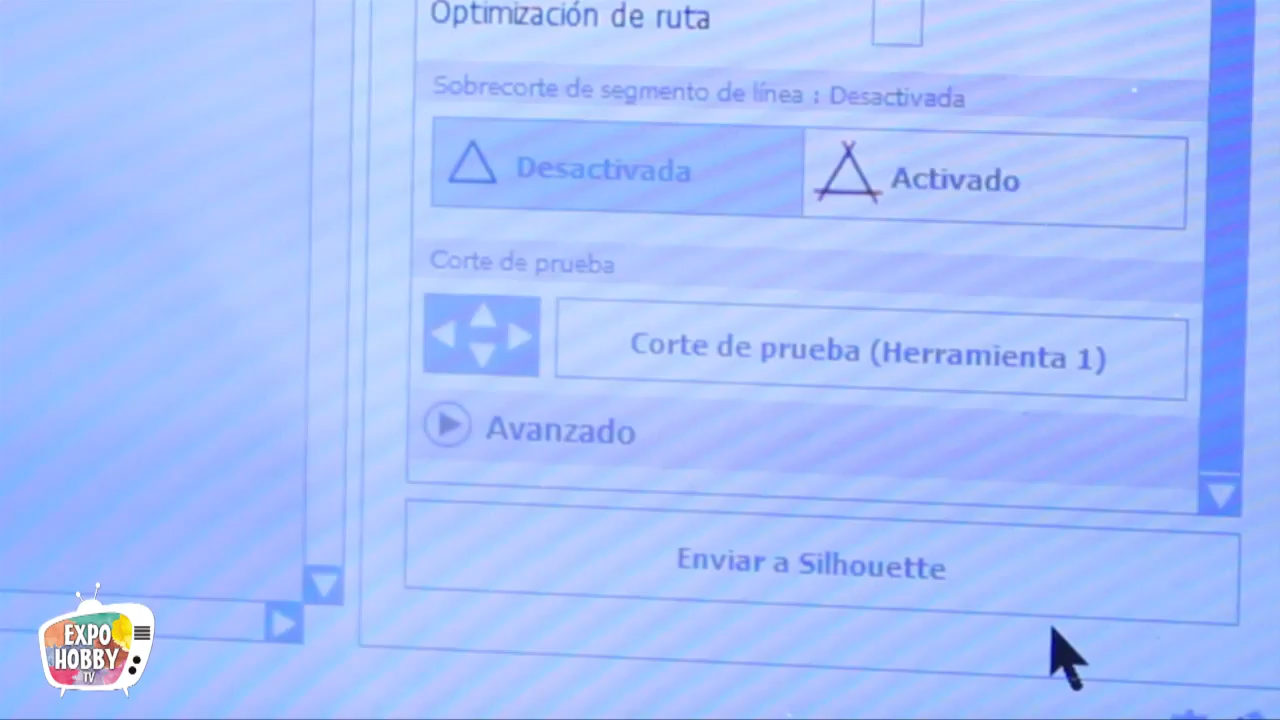 Optimización de ruta
Sobrecorte de segmento de línea : Desactivada
Desactivada
Activado
Corte de prueba
Corte de prueba (Herramienta 1)
Avanzado
Enviar a Silhouette
EXPO
HOBBY
TV